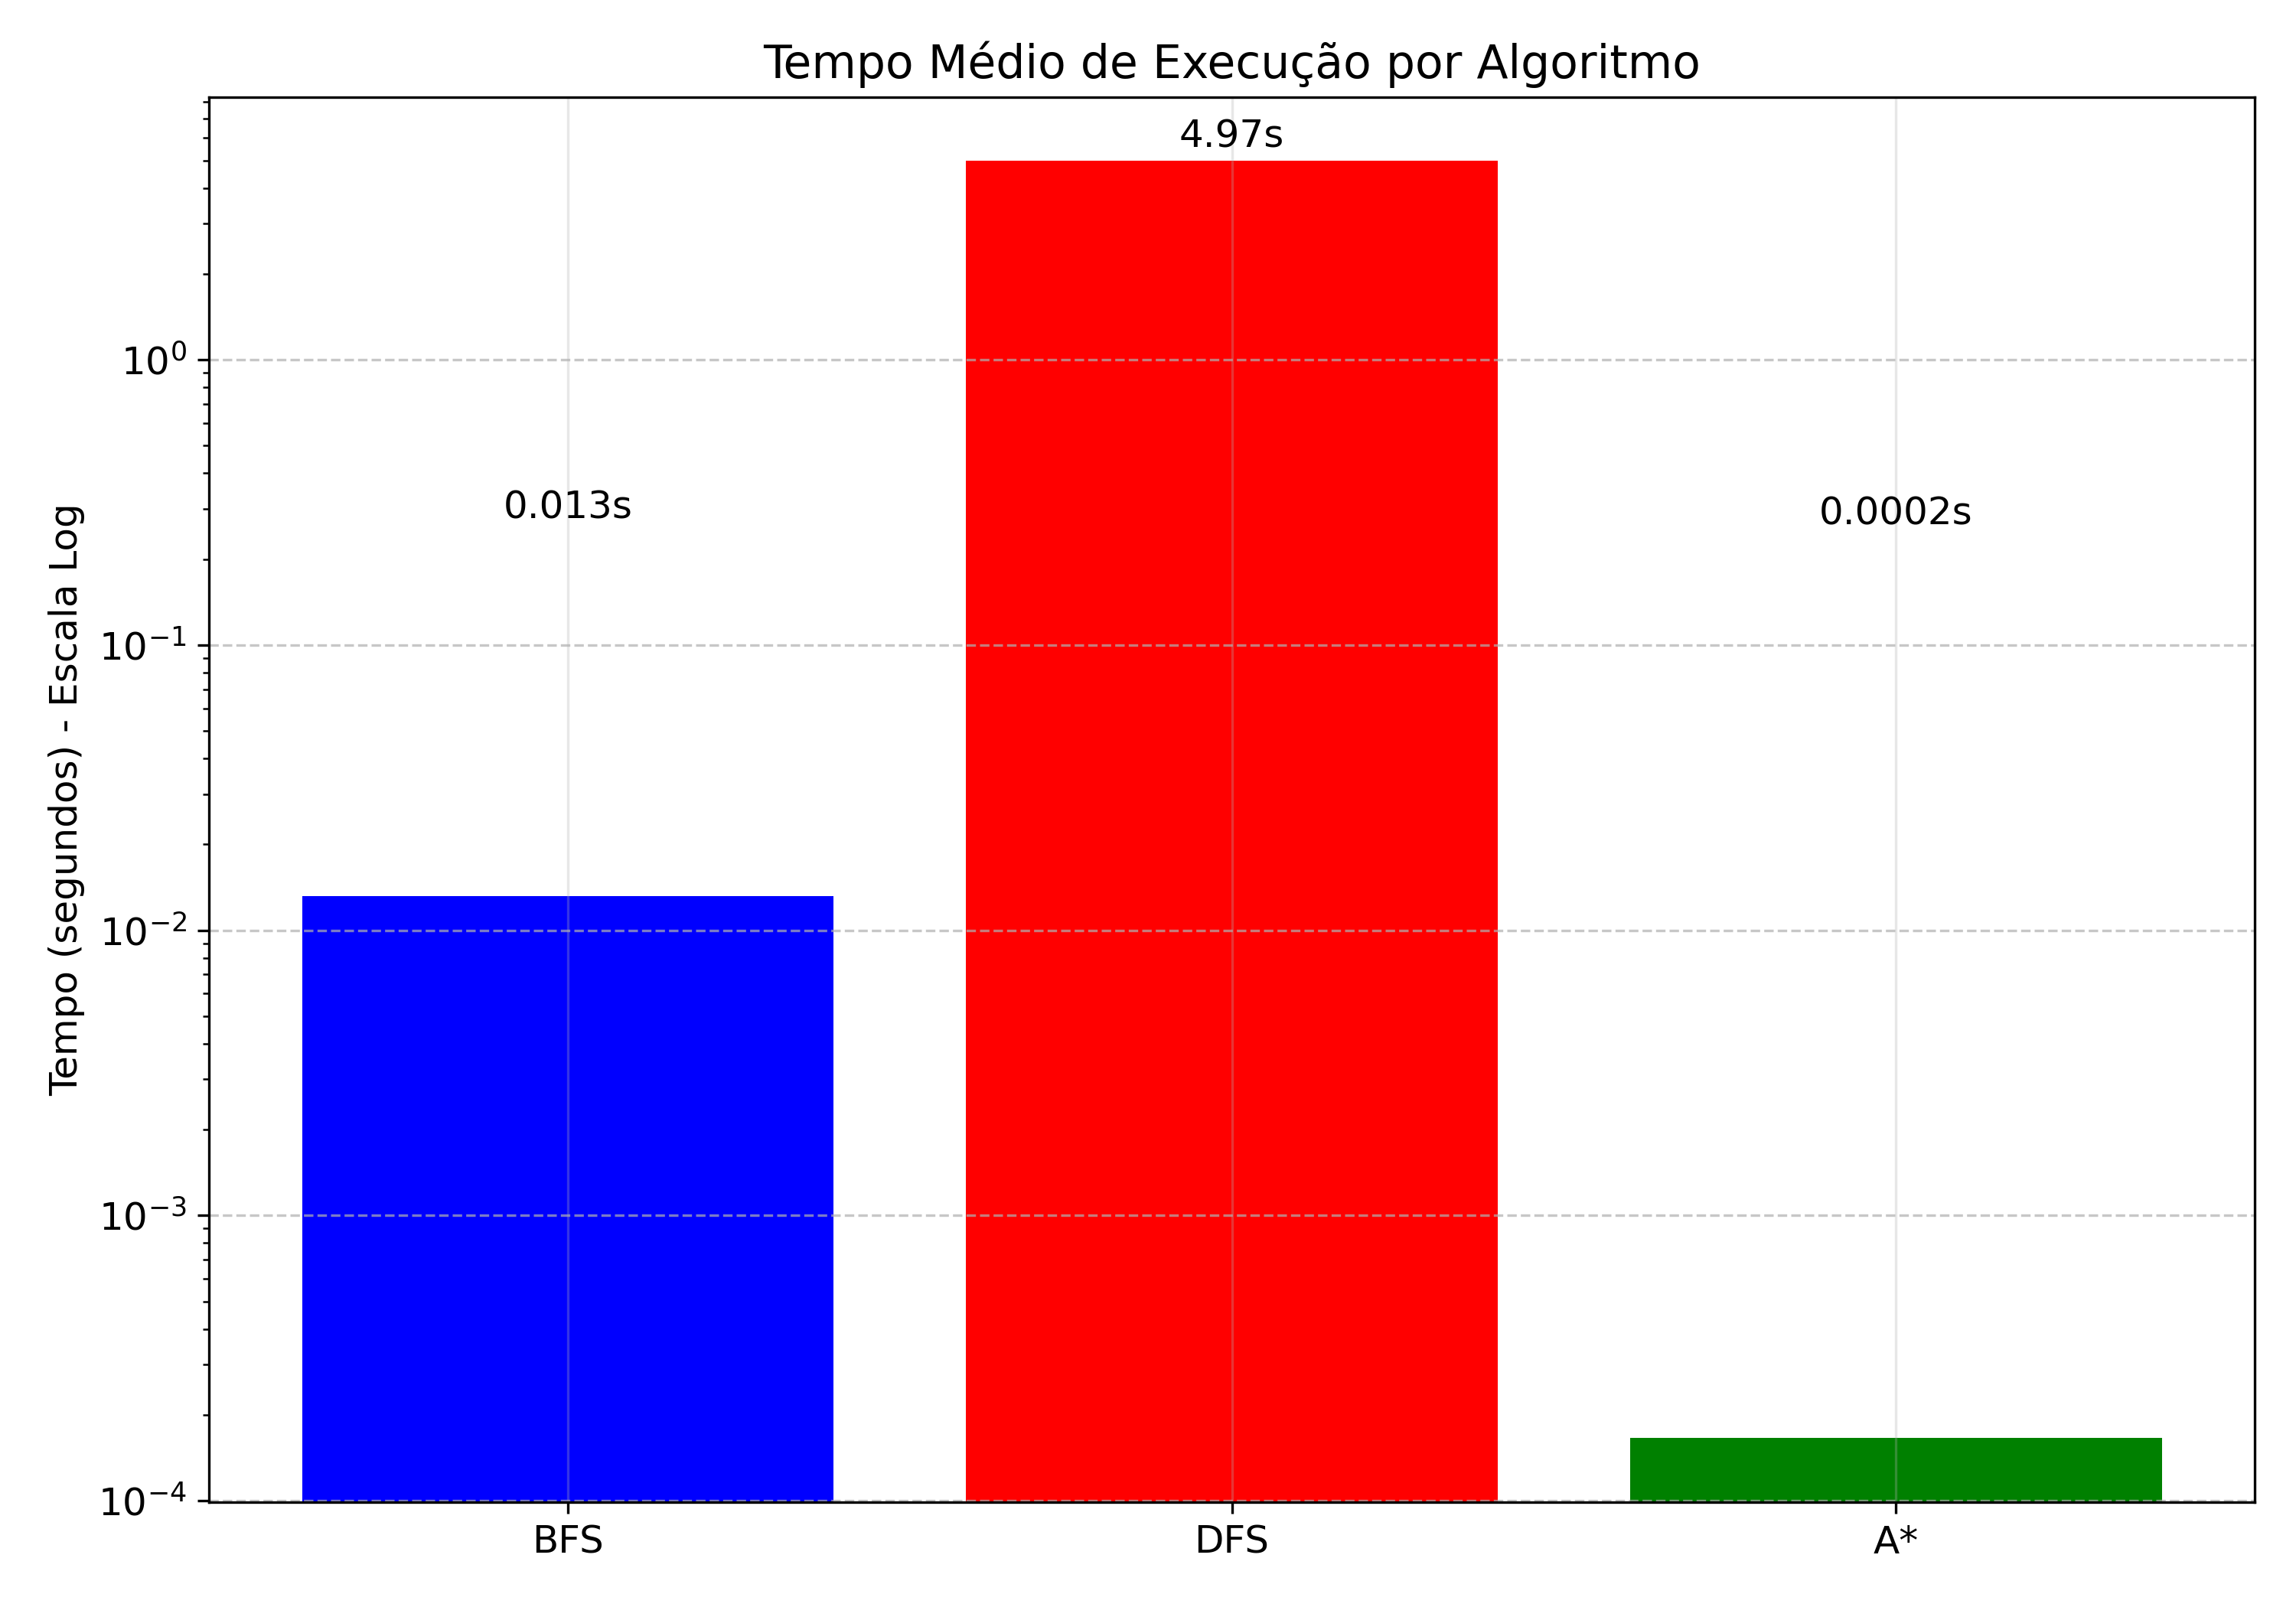 Tempo Médio de Execução por Algoritmo
4.97s
0.013s
0.0002s
Tempo (segundos) - Escala Log
10⁰
10⁻¹
10⁻²
10⁻³
10⁻⁴
BFS
DFS
A*